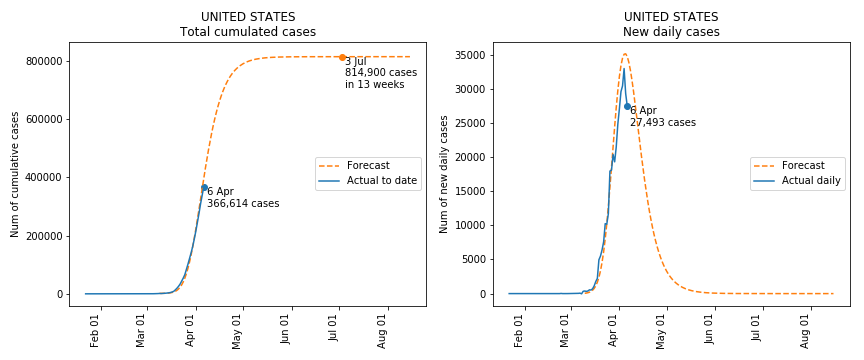 UNITED STATES
Total cumulated cases
Num of cumulative cases
800000
600000
400000
200000
0
3 Jul
814,900 cases
in 13 weeks
6 Apr
366,614 cases
Forecast
Actual to date
Feb 01
Mar 01
Apr 01
May 01
Jun 01
Jul 01
Aug 01
UNITED STATES
New daily cases
Num of new daily cases
35000
30000
25000
20000
15000
10000
5000
0
6 Apr
27,493 cases
Forecast
Actual daily
Feb 01
Mar 01
Apr 01
May 01
Jun 01
Jul 01
Aug 01